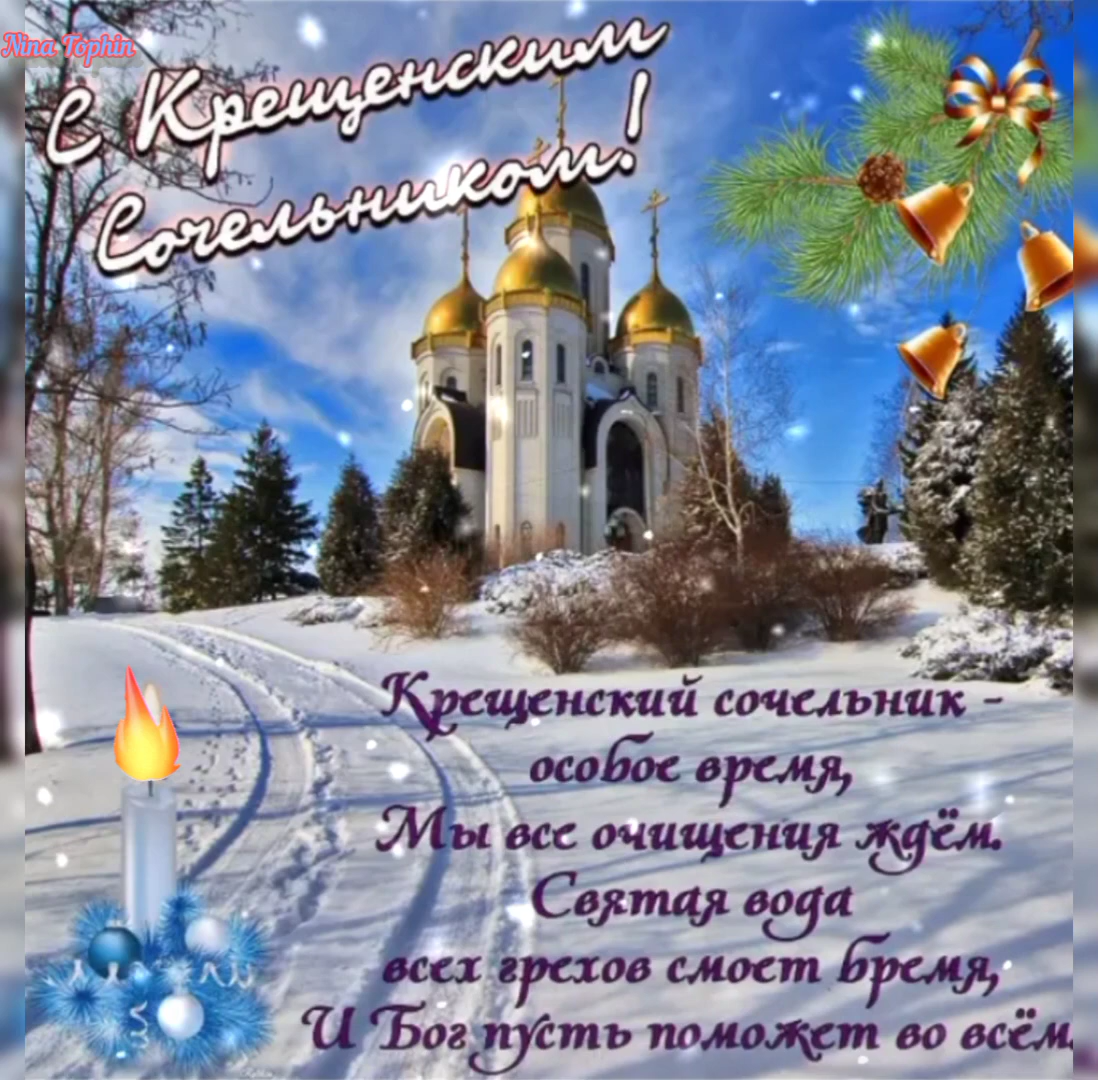 Nina Tophin
С Крещенским
Сочельником!
Крещенский сочельник -
особое время,
Мы все очищения ждём.
Святая вода
всех грехов смоет бремя,
И Бог пусть поможет во всём.